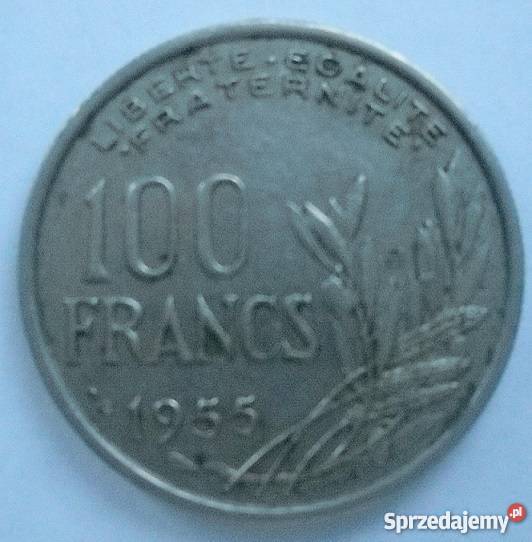 LIBERTE · EGALITE
· FRATERNITE ·
100
FRANCS
1955
Sprzedajemy.pl